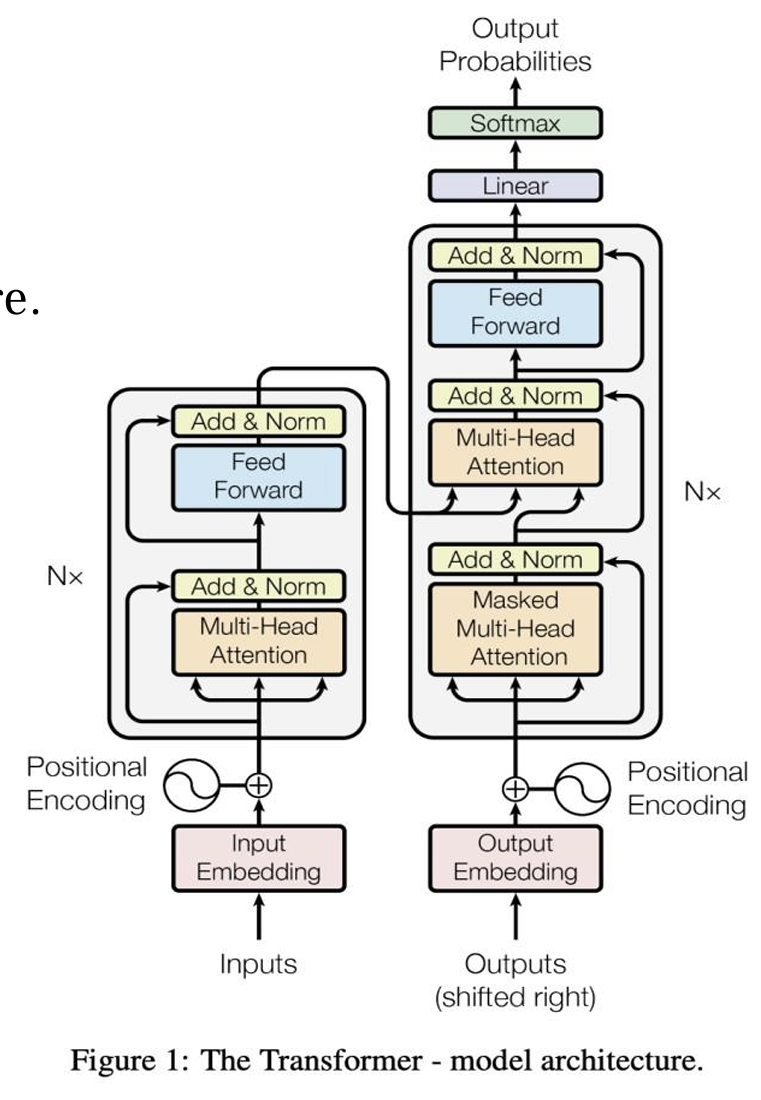 Output
Probabilities
Softmax
Linear
Add & Norm
Feed
Forward
Add & Norm
Multi-Head
Attention
Nx
Add & Norm
Masked
Multi-Head
Attention
re.
Add & Norm
Feed
Forward
Nx
Add & Norm
Multi-Head
Attention
Positional
Encoding
Positional
Encoding
Input
Embedding
Output
Embedding
Inputs
Outputs
(shifted right)
Figure 1: The Transformer - model architecture.